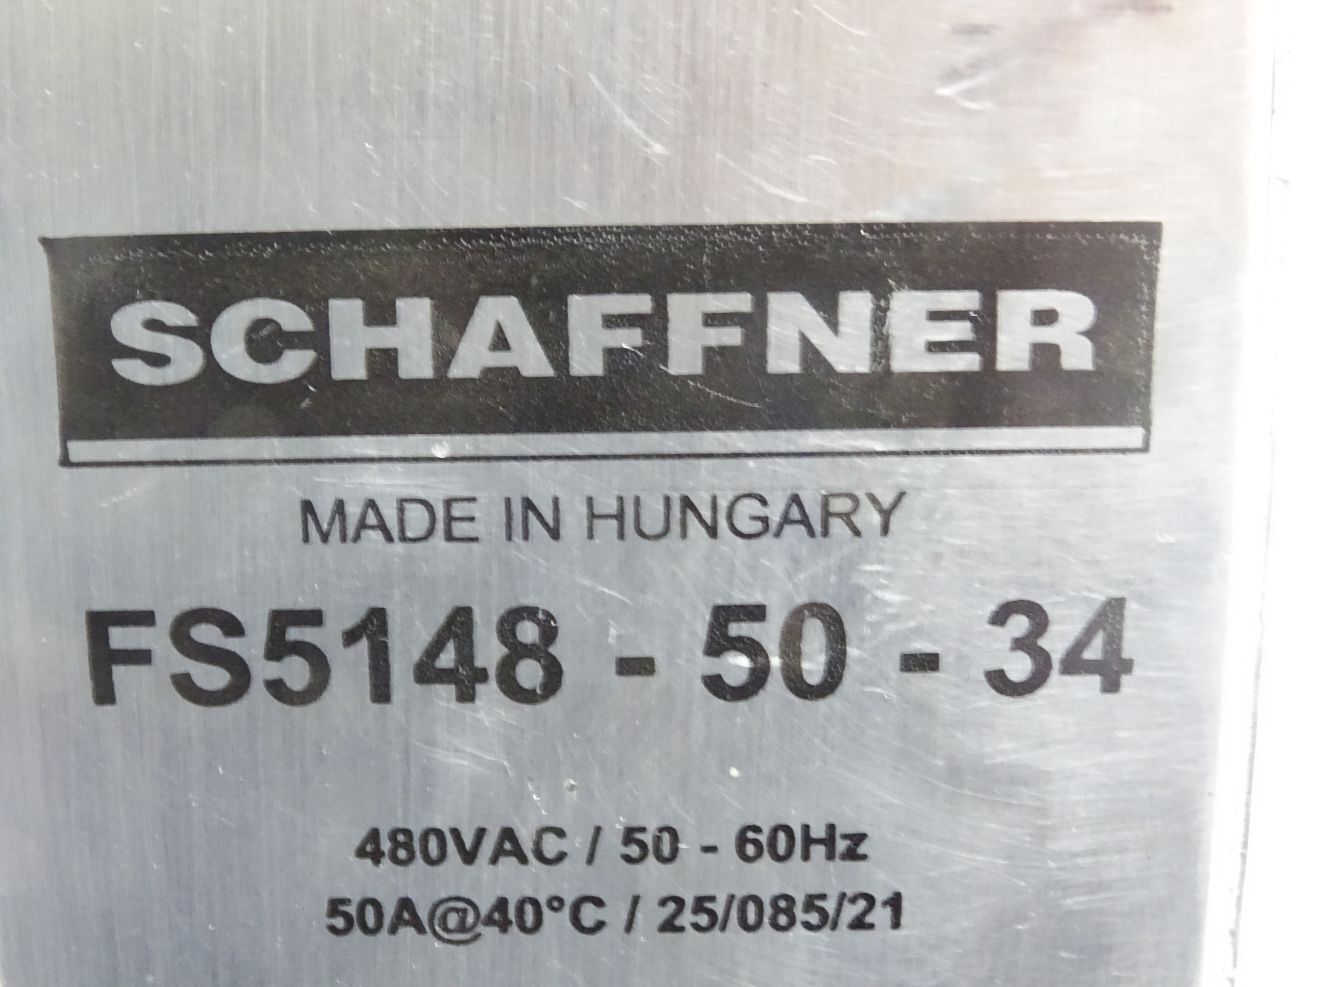 SCHAFFNER
MADE IN HUNGARY
FS5148 - 50 - 34
480VAC / 50 - 60Hz
50A@40°C / 25/085/21